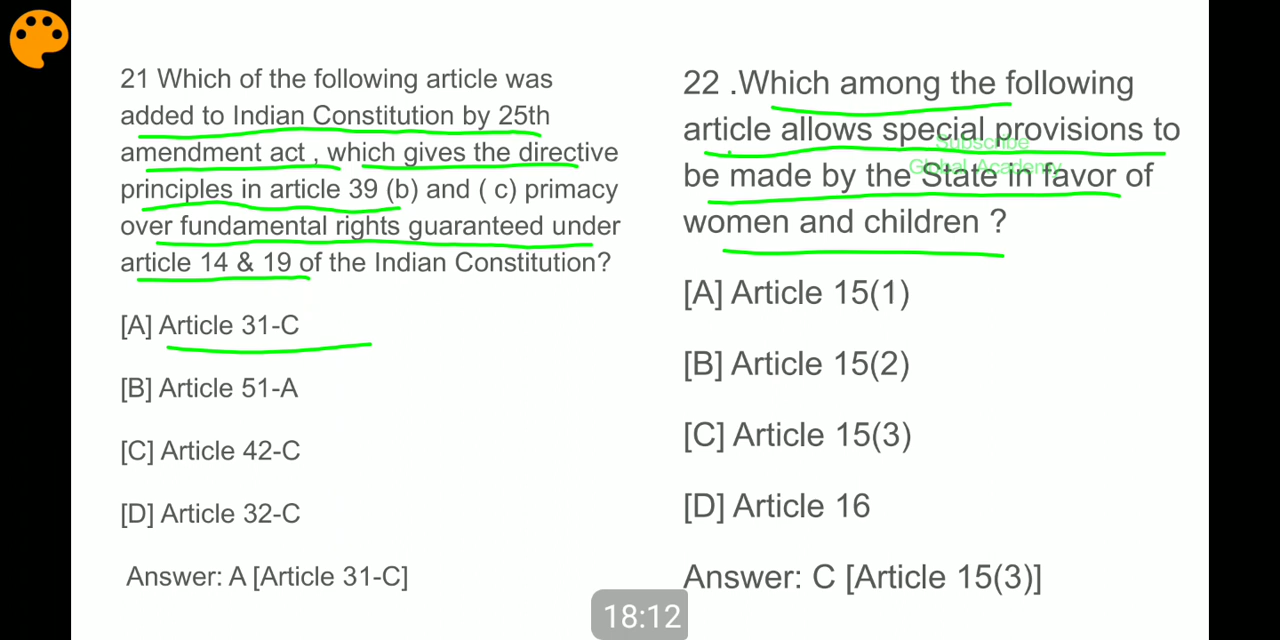 21 Which of the following article was
added to Indian Constitution by 25th
amendment act , which gives the directive
principles in article 39 (b) and ( c) primacy
over fundamental rights guaranteed under
article 14 & 19 of the Indian Constitution?
[A] Article 31-C
[B] Article 51-A
[C] Article 42-C
[D] Article 32-C
Answer: A [Article 31-C]
22 .Which among the following
article allows special provisions to
be made by the State in favor of
women and children ?
[A] Article 15(1)
[B] Article 15(2)
[C] Article 15(3)
[D] Article 16
Answer: C [Article 15(3)]
Subscribe
Global Academy
18:12